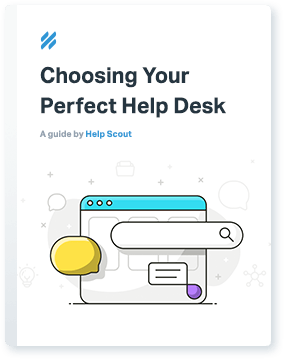 Choosing Your
Perfect Help Desk
A guide by Help Scout